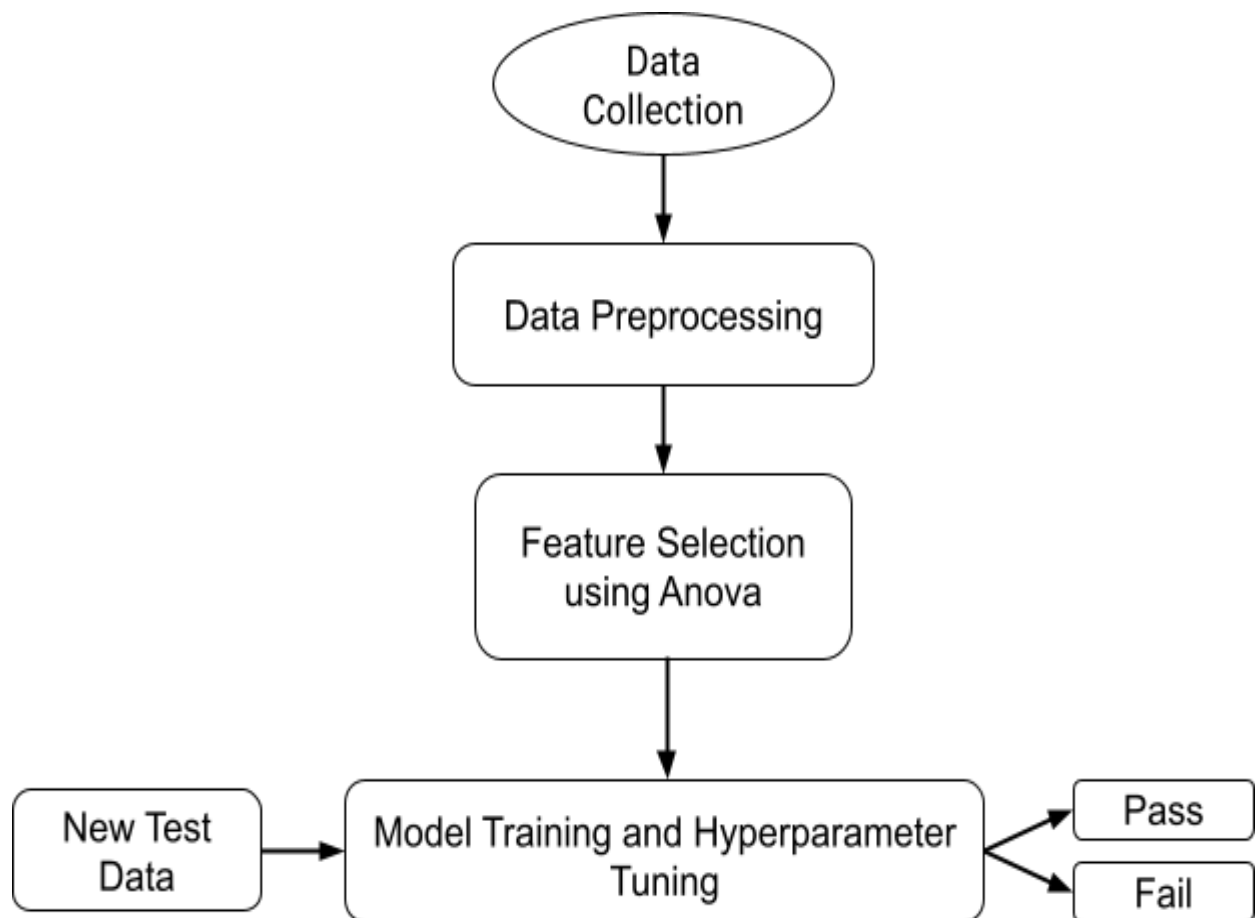 Data
Collection
Data Preprocessing
Feature Selection
using Anova
New Test
Data
Model Training and Hyperparameter
Tuning
Pass
Fail